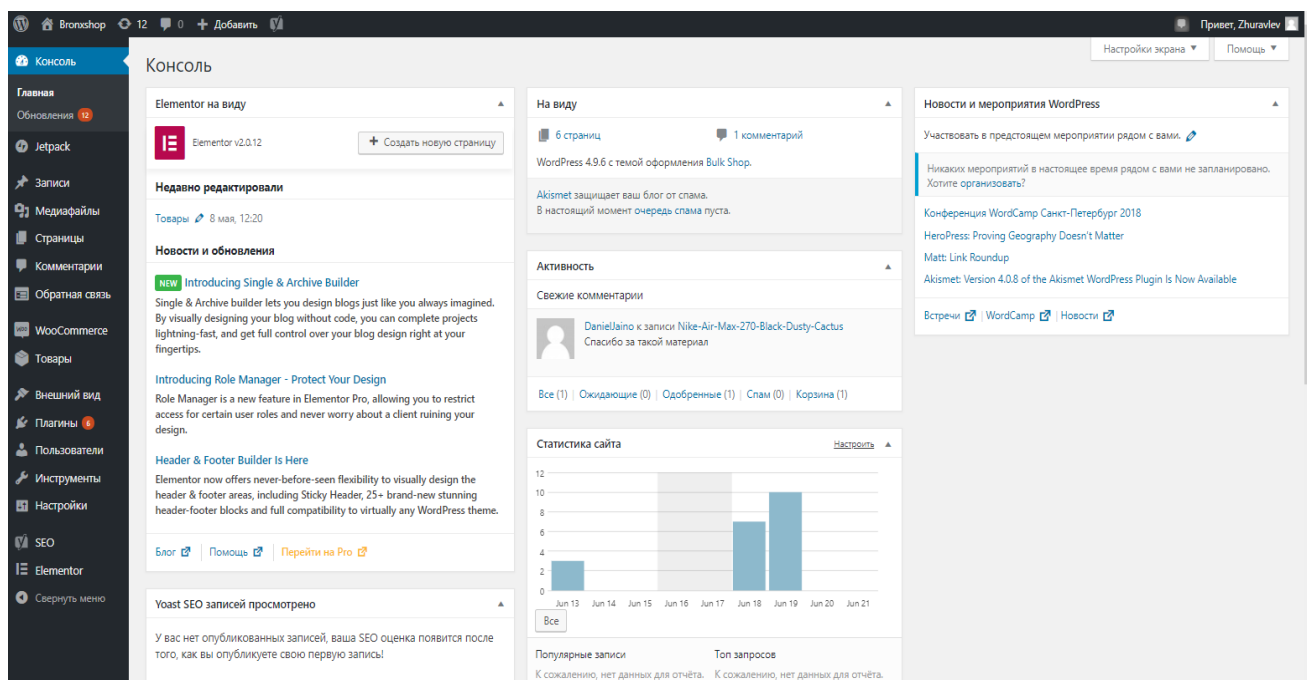 Bronxshop 12 0 + Добавить
Привет, Zhuravlev
Консоль
Главная
Обновления 12
Jetpack
Записи
Медиафайлы
Страницы
Комментарии
Обратная связь
WooCommerce
Товары
Внешний вид
Плагины 6
Пользователи
Инструменты
Настройки
SEO
Elementor
Свернуть меню
Настройки экрана ▼ Помощь ▼
Консоль
Elementor на виду
Elementor v2.0.12
+ Создать новую страницу
Недавно редактировали
Товары 8 мая, 12:20
Новости и обновления
NEW Introducing Single & Archive Builder
Single & Archive builder lets you design blogs just like you always imagined.
By visually designing your blog without code, you can complete projects
lightning-fast, and get full control over your blog design right at your
fingertips.
Introducing Role Manager - Protect Your Design
Role Manager is a new feature in Elementor Pro, allowing you to restrict
access for certain user roles and never worry about a client ruining your
design.
Header & Footer Builder Is Here
Elementor now offers never-before-seen flexibility to visually design the
header & footer areas, including Sticky Header, 25+ brand-new stunning
header-footer blocks and full compatibility to virtually any WordPress theme.
Блог | Помощь | Перейти на Pro
Yoast SEO записей просмотрено
У вас нет опубликованных записей, ваша SEO оценка появится после
того, как вы опубликуете свою первую запись!
На виду
6 страниц 1 комментарий
WordPress 4.9.6 с темой оформления Bulk Shop.
Akismet защищает ваш блог от спама.
В настоящий момент очередь спама пуста.
Активность
Свежие комментарии
DanielJaino к записи Nike-Air-Max-270-Black-Dusty-Cactus
Спасибо за такой материал
Все (1) | Ожидающие (0) | Одобренные (1) | Спам (0) | Корзина (1)
Статистика сайта Настроить
12
10
8
6
4
2
0
Jun 13 Jun 14 Jun 15 Jun 16 Jun 17 Jun 18 Jun 19 Jun 20 Jun 21
Все
Популярные записи Топ запросов
К сожалению, нет данных для отчёта. К сожалению, нет данных для отчёта.
Новости и мероприятия WordPress
Участвовать в предстоящем мероприятии рядом с вами.
Никаких мероприятий в настоящее время рядом с вами не запланировано.
Хотите организовать?
Конференция WordCamp Санкт-Петербург 2018
HeroPress: Proving Geography Doesn't Matter
Matt: Link Roundup
Akismet: Version 4.0.8 of the Akismet WordPress Plugin Is Now Available
Встречи | WordCamp | Новости